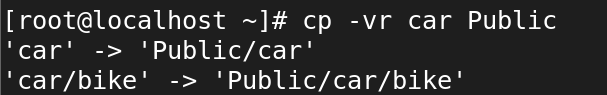 [root@localhost ~]# cp -vr car Public
'car' -> 'Public/car'
'car/bike' -> 'Public/car/bike'